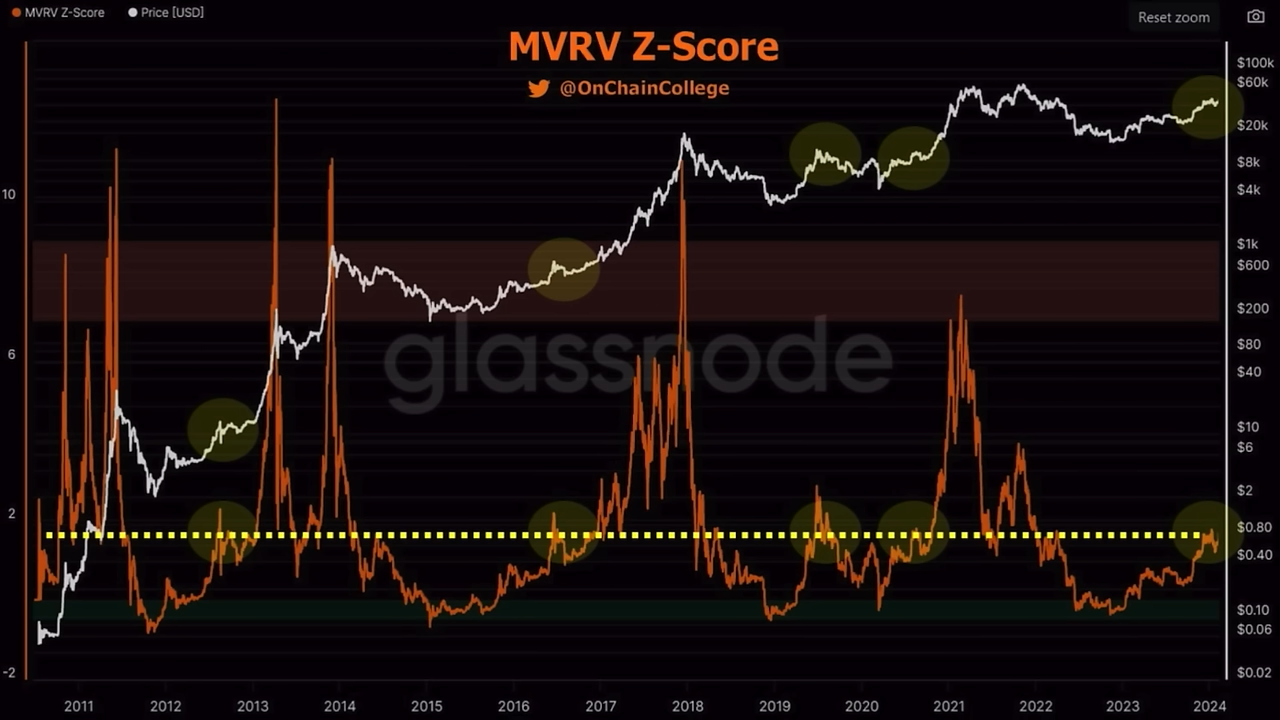 MVRV Z-Score
Price [USD]
Reset zoom
MVRV Z-Score
@OnChainCollege
glassnode
10
6
2
-2
$100k
$60k
$20k
$8k
$4k
$1k
$600
$200
$80
$40
$10
$6
$2
$0.80
$0.40
$0.10
$0.06
$0.02
2011 2012 2013 2014 2015 2016 2017 2018 2019 2020 2021 2022 2023 2024